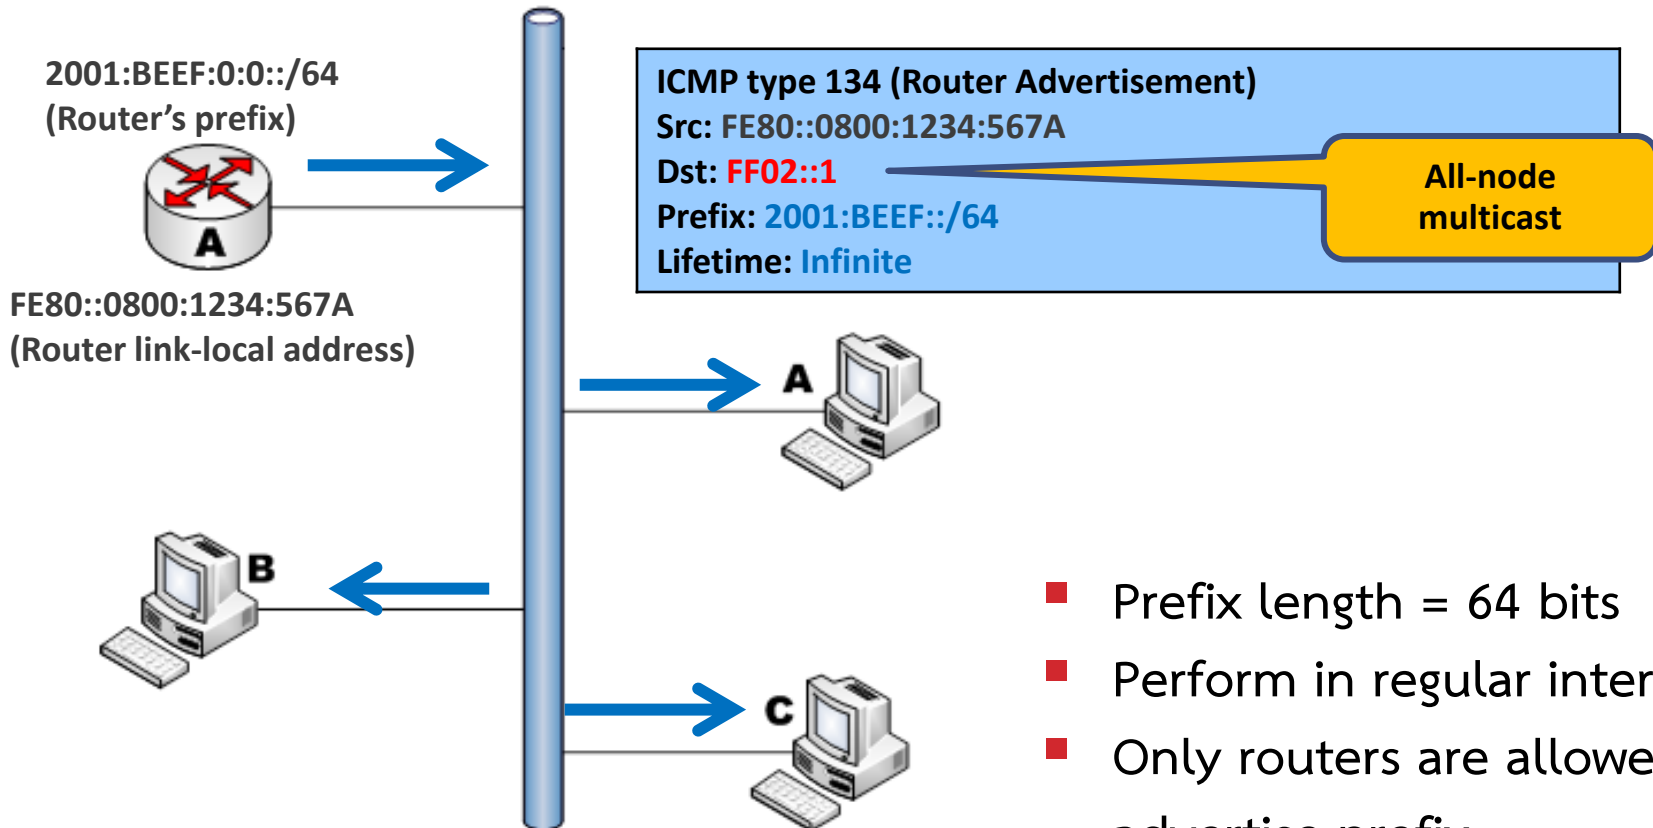 2001:BEEF:0:0::/64
(Router’s prefix)
A
FE80::0800:1234:567A
(Router link-local address)
ICMP type 134 (Router Advertisement)
Src: FE80::0800:1234:567A
Dst: FF02::1
Prefix: 2001:BEEF::/64
Lifetime: Infinite
All-node
multicast
A
B
C
Prefix length = 64 bits
Perform in regular inter
Only routers are allowe
advertise prefix